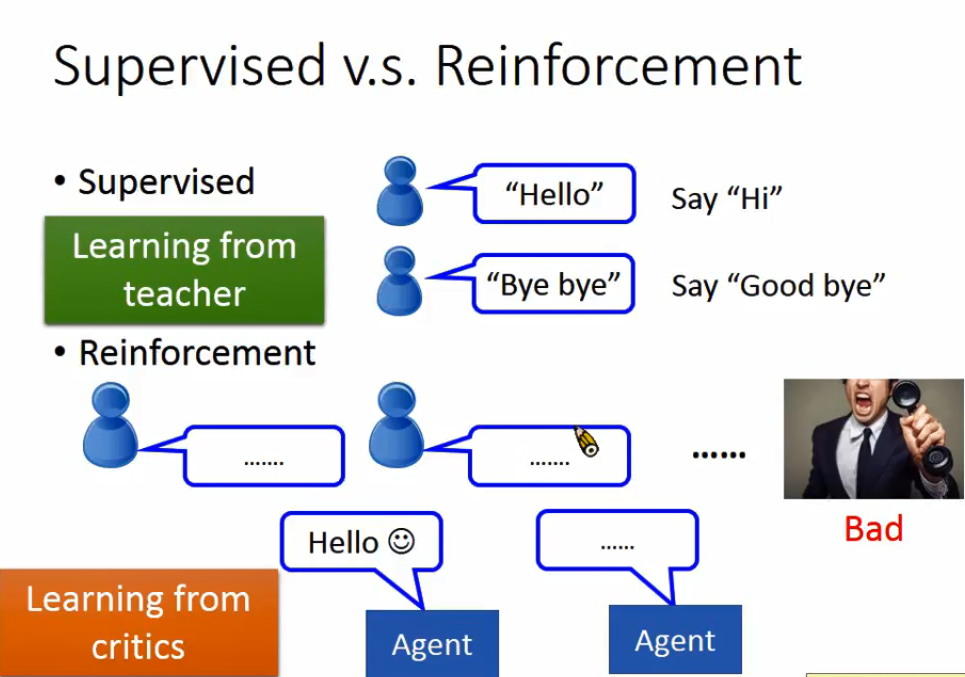 Supervised v.s. Reinforcement
• Supervised
Learning from
teacher
“Hello”
Say “Hi”
“Bye bye”
Say “Good bye”
• Reinforcement
…….
…….
……
Bad
Hello ☺
……
Learning from
critics
Agent
Agent